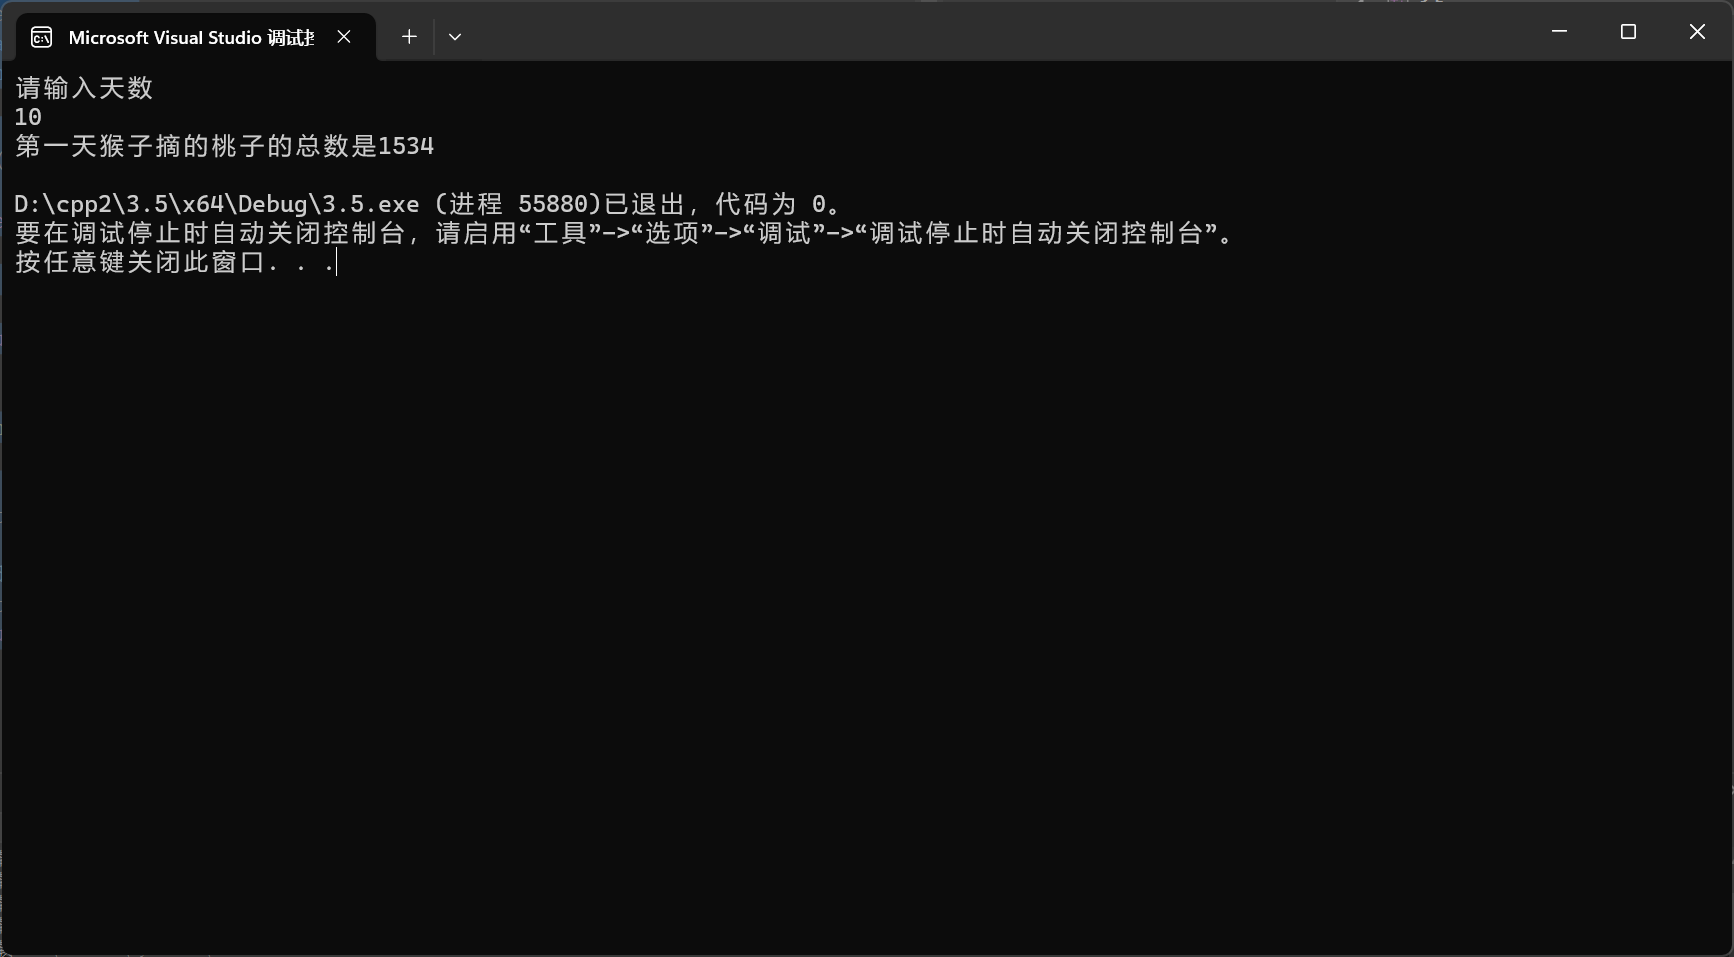 Microsoft Visual Studio 调试
请输入天数
10
第一天猴子摘的桃子的总数是1534
D:\cpp2\3.5\x64\Debug\3.5.exe (进程 55880)已退出，代码为 0。
要在调试停止时自动关闭控制台，请启用“工具”->“选项”->“调试”->“调试停止时自动关闭控制台”。
按任意键关闭此窗口. . .